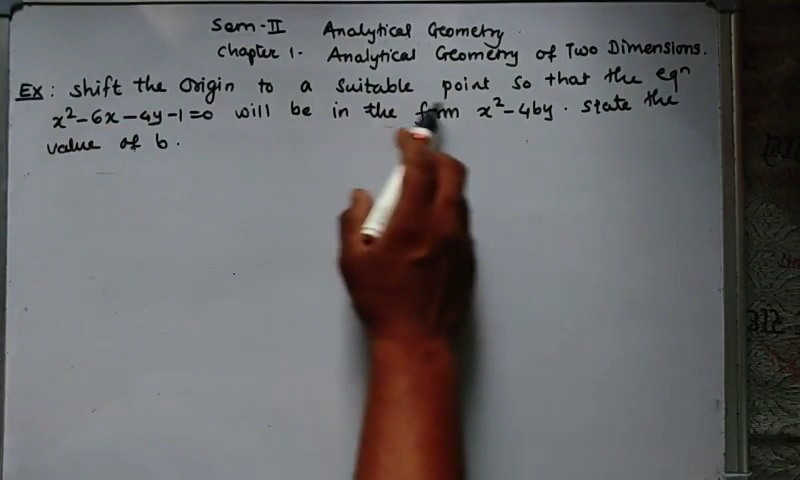 Sem-II Analytical Geometry.
Chapter 1. Analytical Geometry of Two Dimensions.
Ex: Shift the Origin to a suitable point so that the eqⁿ
x²-6x-4y-1=0 will be in the form x²-4by. State the
value of b.